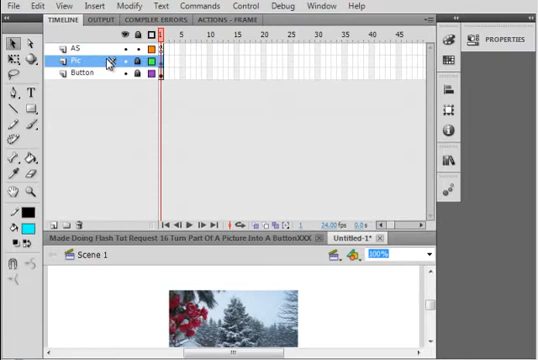 File Edit View Insert Modify Text Commands Control Debug Window Help
TIMELINE OUTPUT COMPILER ERRORS ACTIONS - FRAME
1 5 10 15 20 25 30 35 40 45
PROPERTIES
AS
Pic
Button
1 24.00 fps 0.0 s
Made Doing Flash Tut Request 16 Turn Part Of A Picture Into A ButtonXXX Untitled-1*
Scene 1 100%